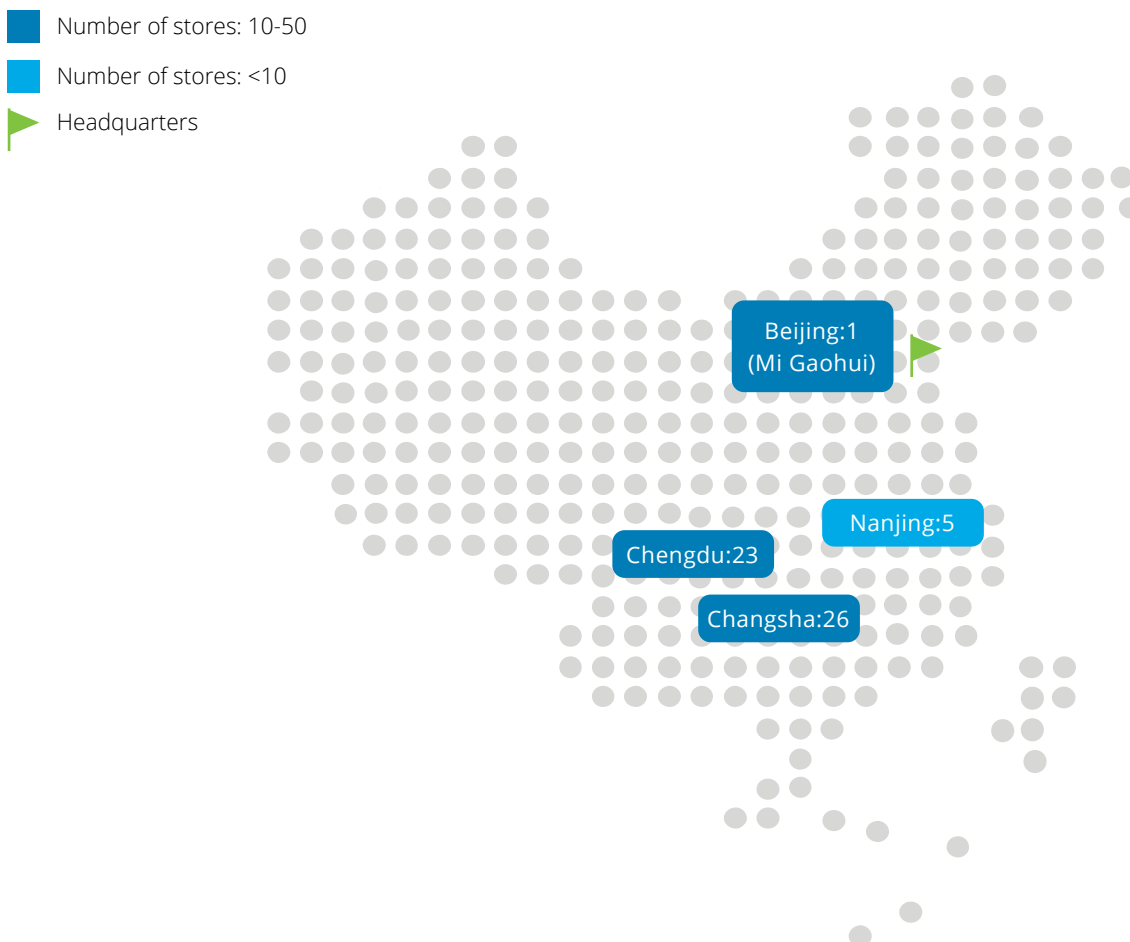 Number of stores: 10-50
Number of stores: <10
Headquarters
Beijing:1
(Mi Gaohui)
Nanjing:5
Chengdu:23
Changsha:26